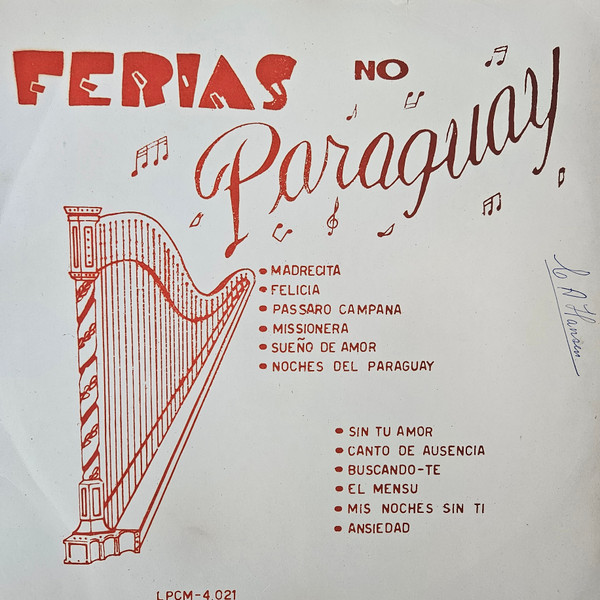 FERIAS NO
Paraguay
MADRECITA
FELICIA
PASSARO CAMPANA
MISSIONERA
SUEÑO DE AMOR
NOCHES DEL PARAGUAY
SIN TU AMOR
CANTO DE AUSENCIA
BUSCANDO-TE
EL MENSU
MIS NOCHES SIN TI
ANSIEDAD
A Hansen
LPCM-4.021